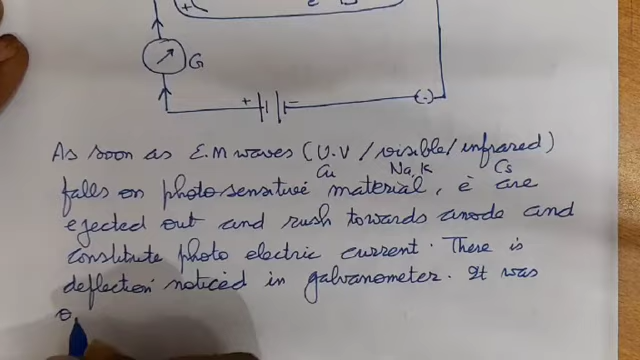 +
e
G
+ - (·)
As soon as E.M waves (U.V / visible / infrared)
Na, K Cs
falls on photosensitive material, e are
ejected out and rush towards anode and
constitute photo electric current. There is
deflection noticed in galvanometer. It was